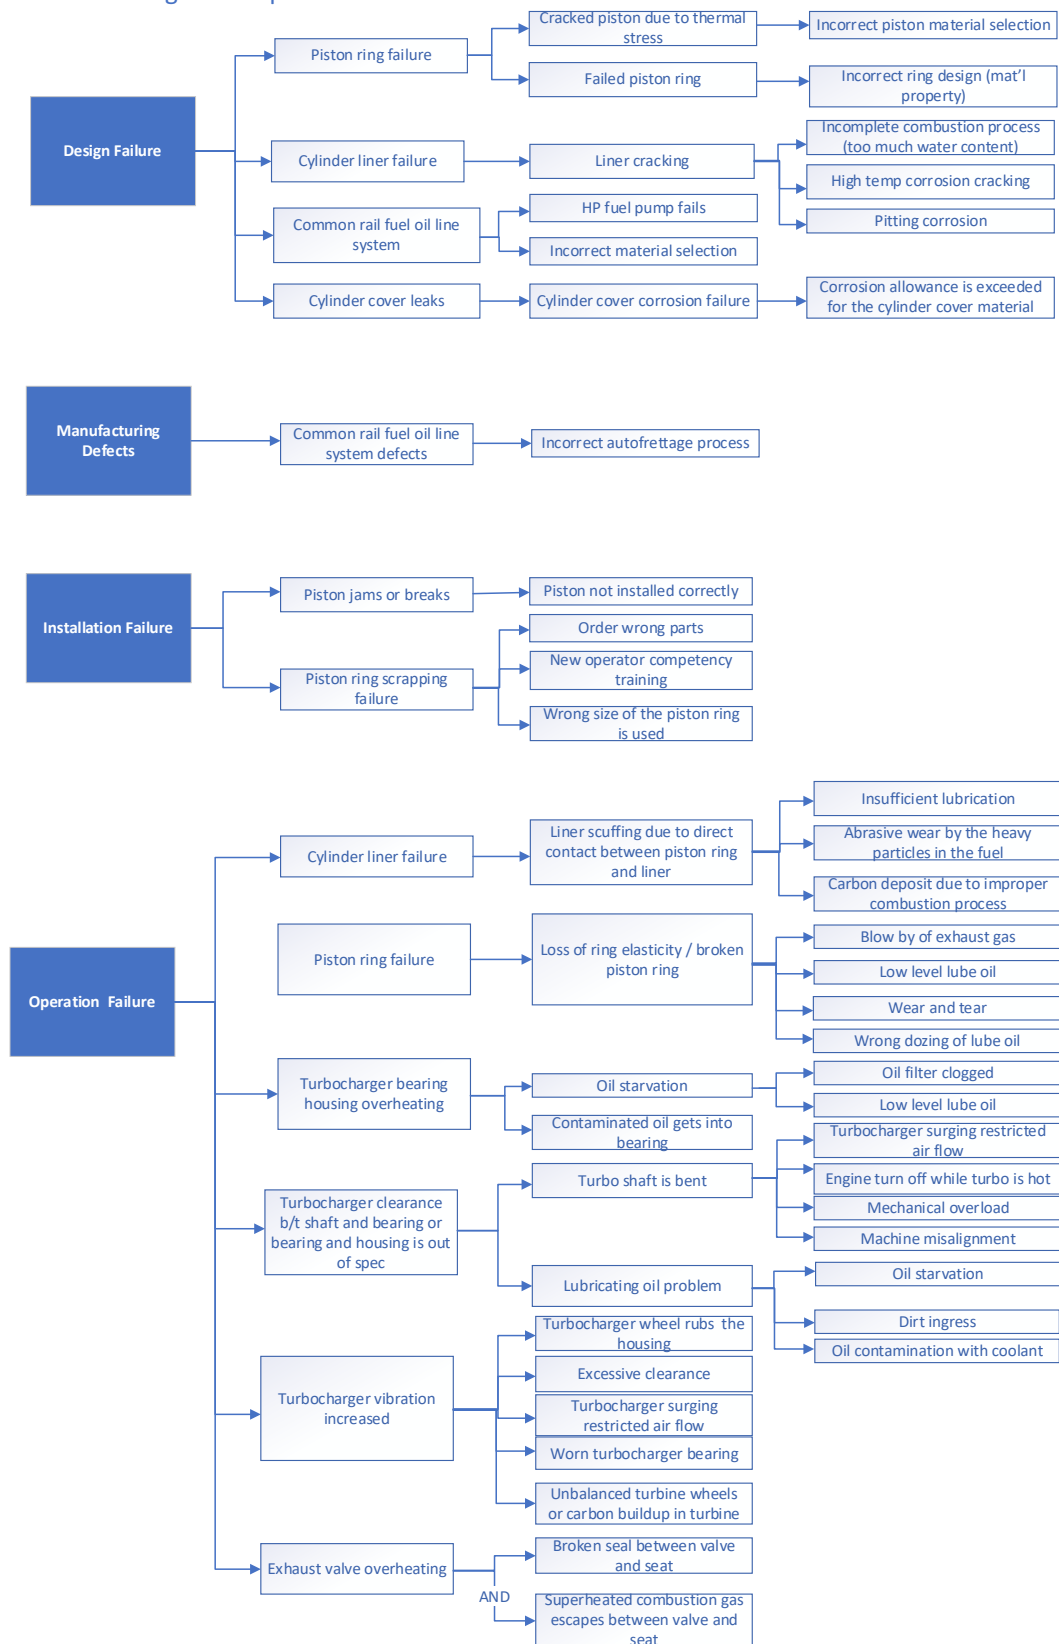 Cracked piston due to thermal
stress
Incorrect piston material selection
Piston ring failure
Failed piston ring
Incorrect ring design (mat'l
property)
Design Failure
Cylinder liner failure
Liner cracking
Incomplete combustion process
(too much water content)
High temp corrosion cracking
Pitting corrosion
Common rail fuel oil line
system
HP fuel pump fails
Incorrect material selection
Cylinder cover leaks
Cylinder cover corrosion failure
Corrosion allowance is exceeded
for the cylinder cover material
Manufacturing
Defects
Common rail fuel oil line
system defects
Incorrect autofrettage process
Installation Failure
Piston jams or breaks
Piston not installed correctly
Piston ring scrapping
failure
Order wrong parts
New operator competency
training
Wrong size of the piston ring
is used
Operation  Failure
Cylinder liner failure
Liner scuffing due to direct
contact between piston ring
and liner
Insufficient lubrication
Abrasive wear by the heavy
particles in the fuel
Carbon deposit due to improper
combustion process
Piston ring failure
Loss of ring elasticity / broken
piston ring
Blow by of exhaust gas
Low level lube oil
Wear and tear
Wrong dozing of lube oil
Turbocharger bearing
housing overheating
Oil starvation
Oil filter clogged
Low level lube oil
Contaminated oil gets into
bearing
Turbocharger clearance
b/t shaft and bearing or
bearing and housing is out
of spec
Turbo shaft is bent
Turbocharger surging restricted
air flow
Engine turn off while turbo is hot
Mechanical overload
Machine misalignment
Lubricating oil problem
Oil starvation
Dirt ingress
Oil contamination with coolant
Turbocharger vibration
increased
Turbocharger wheel rubs  the
housing
Excessive clearance
Turbocharger surging
restricted air flow
Worn turbocharger bearing
Unbalanced turbine wheels
or carbon buildup in turbine
Exhaust valve overheating
Broken seal between valve
and seat
AND
Superheated combustion gas
escapes between valve and
seat